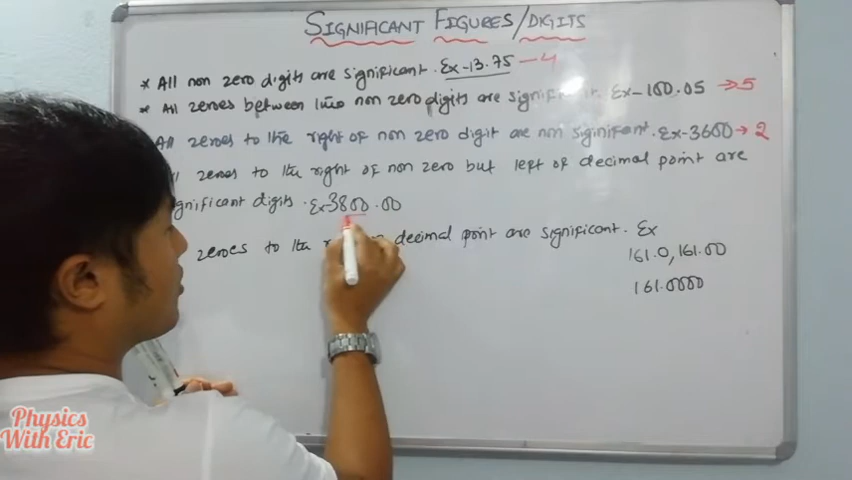 SIGNIFICANT FIGURES/DIGITS
* All non zero digits are significant. Ex-13.75 - 4
* All zeroes between two non zero digits are significant. Ex-100.05 → 5
All zeroes to the right of non zero digit are non siginificant. Ex-3600 → 2
zeroes to the right of non zero but left of decimal point are
gnificant digits. Ex-3800.00
zeroes to the decimal point are significant. Ex
161.0, 161.00
161.0000
Physics
With Eric